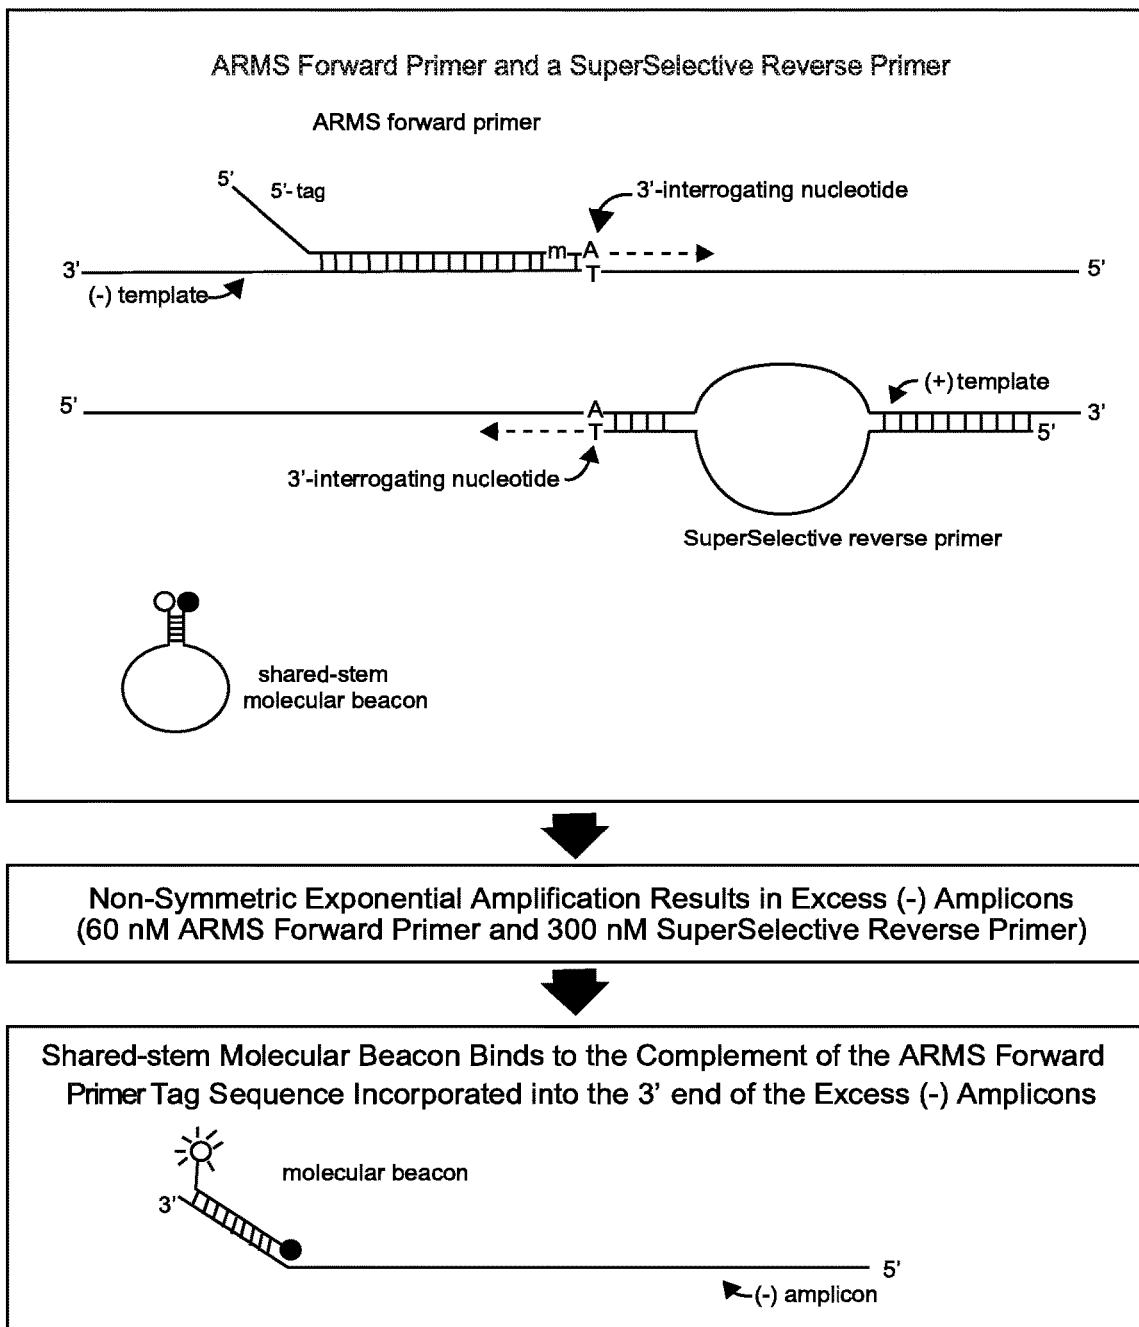 ARMS Forward Primer and a SuperSelective Reverse Primer
ARMS forward primer
5'
5'-tag
3'-interrogating nucleotide
m T A
3'
T
5'
(-) template
(+) template
5'
A
3'
T
5'
3'-interrogating nucleotide
SuperSelective reverse primer
shared-stem
molecular beacon
Non-Symmetric Exponential Amplification Results in Excess (-) Amplicons
(60 nM ARMS Forward Primer and 300 nM SuperSelective Reverse Primer)
Shared-stem Molecular Beacon Binds to the Complement of the ARMS Forward
Primer Tag Sequence Incorporated into the 3' end of the Excess (-) Amplicons
molecular beacon
3'
5'
(-) amplicon